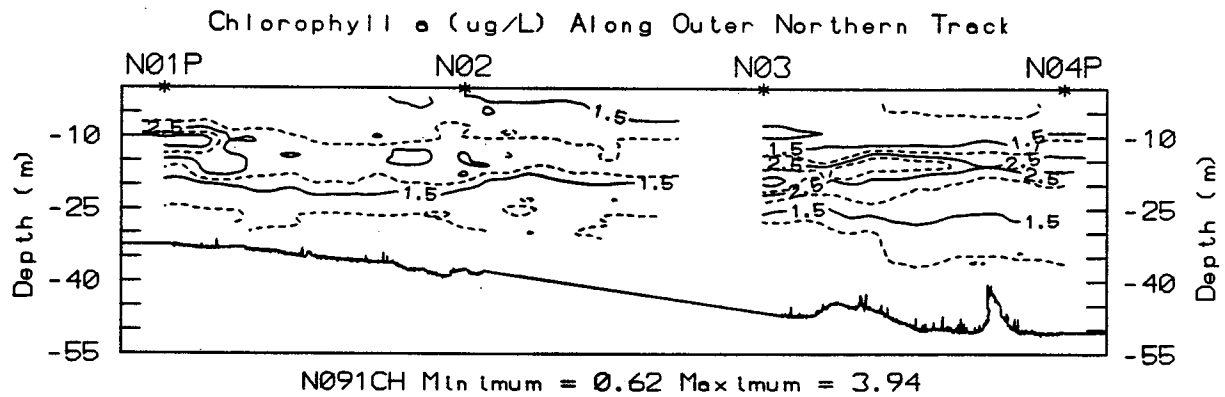 Chlorophyll a (ug/L) Along Outer Northern Track
N01P N02 N03 N04P
1.5 1.5
2.5
-10 -10
1.5 2.5
2.5 2.5
2.5
1.5
-25 -25
1.5 1.5
-40 -40
-55 -55
Depth (m)
Depth (m)
N091CH Minimum = 0.62 Maximum = 3.94